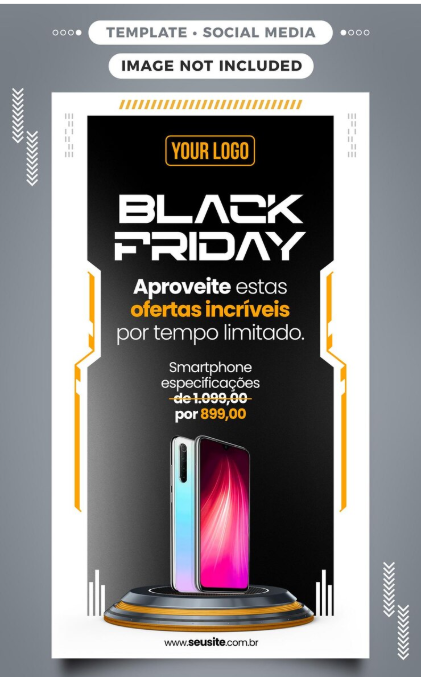 TEMPLATE • SOCIAL MEDIA
IMAGE NOT INCLUDED
YOUR LOGO
BLACK
FRIDAY
Aproveite estas
ofertas incríveis
por tempo limitado.
Smartphone
especificações
de 1.099,00
por 899,00
www.seusite.com.br